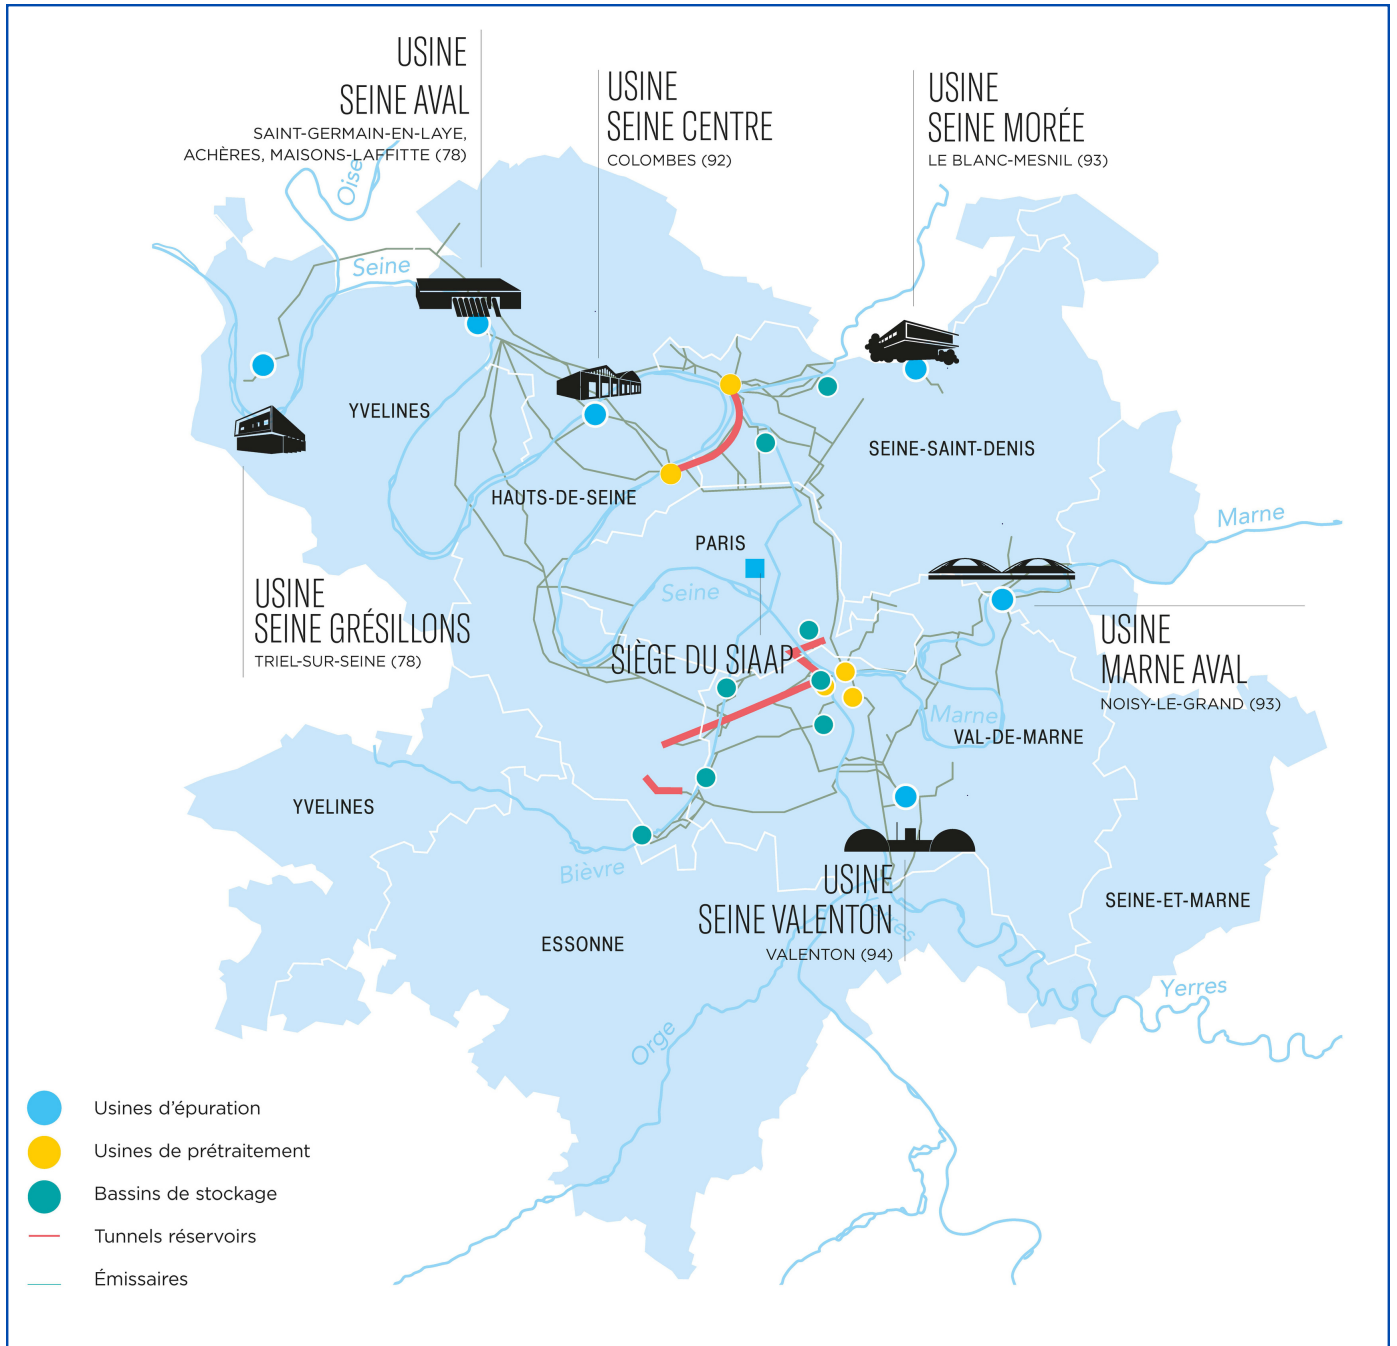 USINE
SEINE AVAL
SAINT-GERMAIN-EN-LAYE,
ACHÈRES, MAISONS-LAFFITTE (78)
USINE
SEINE CENTRE
COLOMBES (92)
USINE
SEINE MORÉE
LE BLANC-MESNIL (93)
Oise
Seine
YVELINES
HAUTS-DE-SEINE
SEINE-SAINT-DENIS
Marne
PARIS
Seine
USINE
SEINE GRÉSILLONS
TRIEL-SUR-SEINE (78)
SIÈGE DU SIAAP
USINE
MARNE AVAL
NOISY-LE-GRAND (93)
Marne
VAL-DE-MARNE
YVELINES
Bièvre
USINE
SEINE VALENTON
VALENTON (94)
Yerres
SEINE-ET-MARNE
ESSONNE
Yerres
Orge
Usines d'épuration
Usines de prétraitement
Bassins de stockage
Tunnels réservoirs
Émissaires